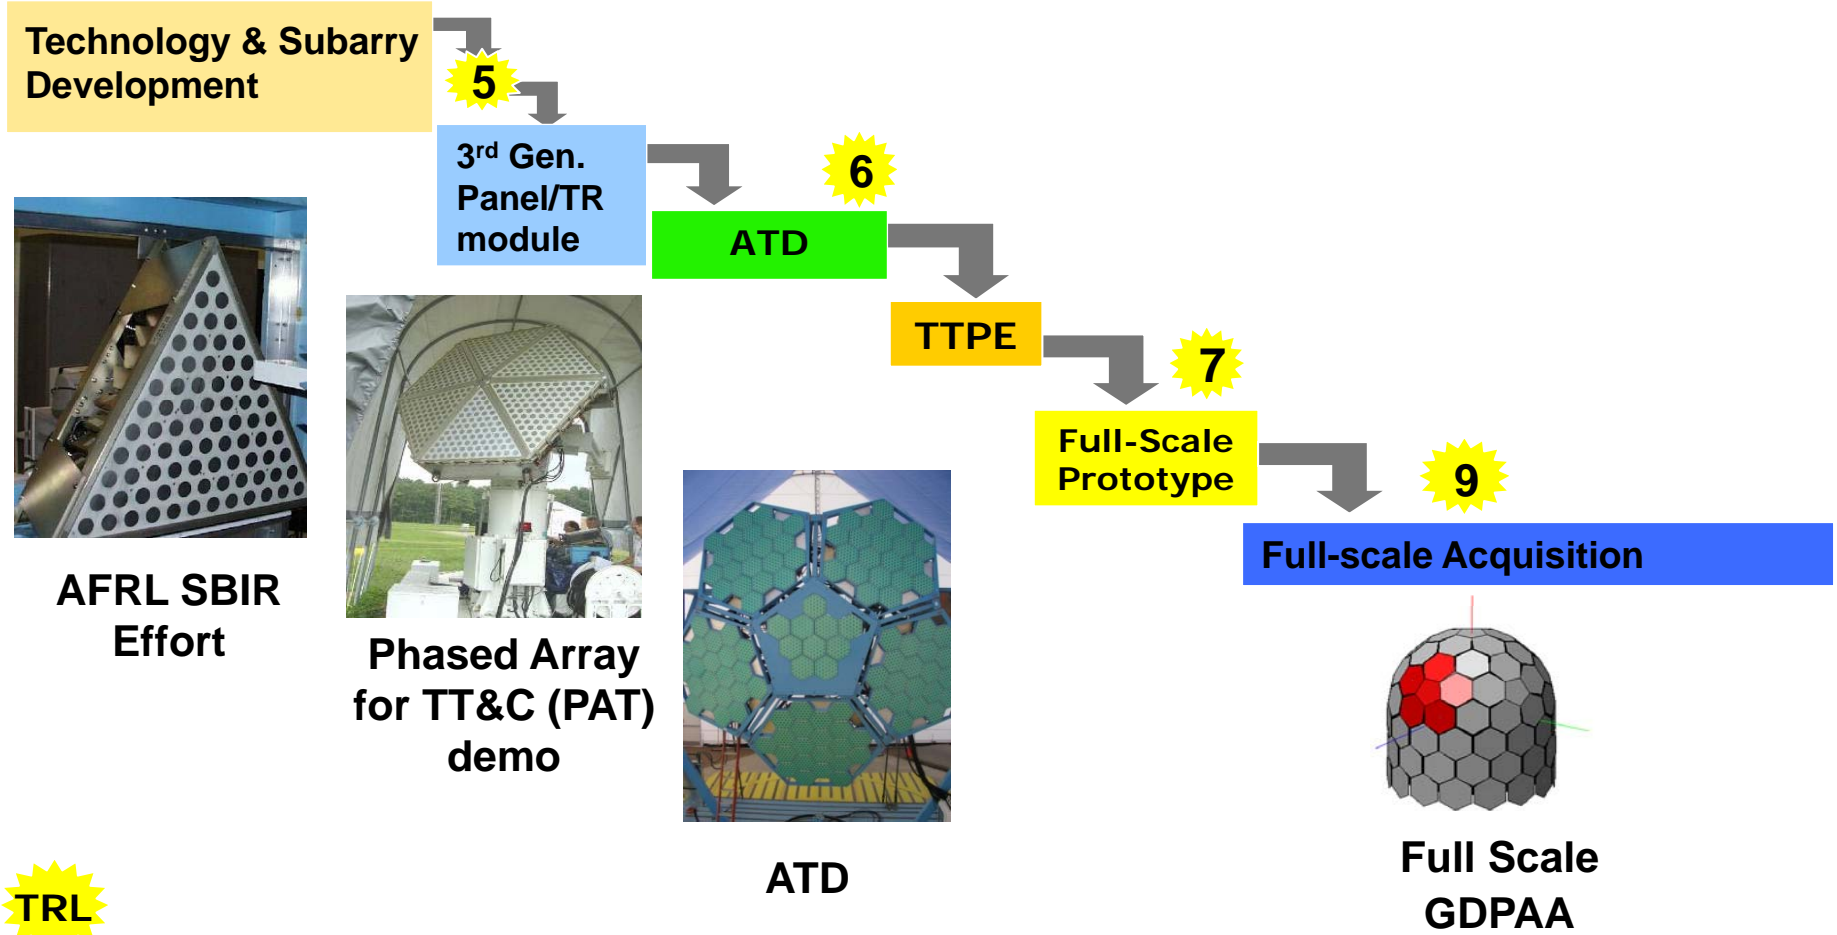 Technology & Subarry
Development
5
3rd Gen.
Panel/TR
module
6
ATD
TTPE
7
Full-Scale
Prototype
9
Full-scale Acquisition
AFRL SBIR
Effort
Phased Array
for TT&C (PAT)
demo
ATD
Full Scale
GDPAA
TRL